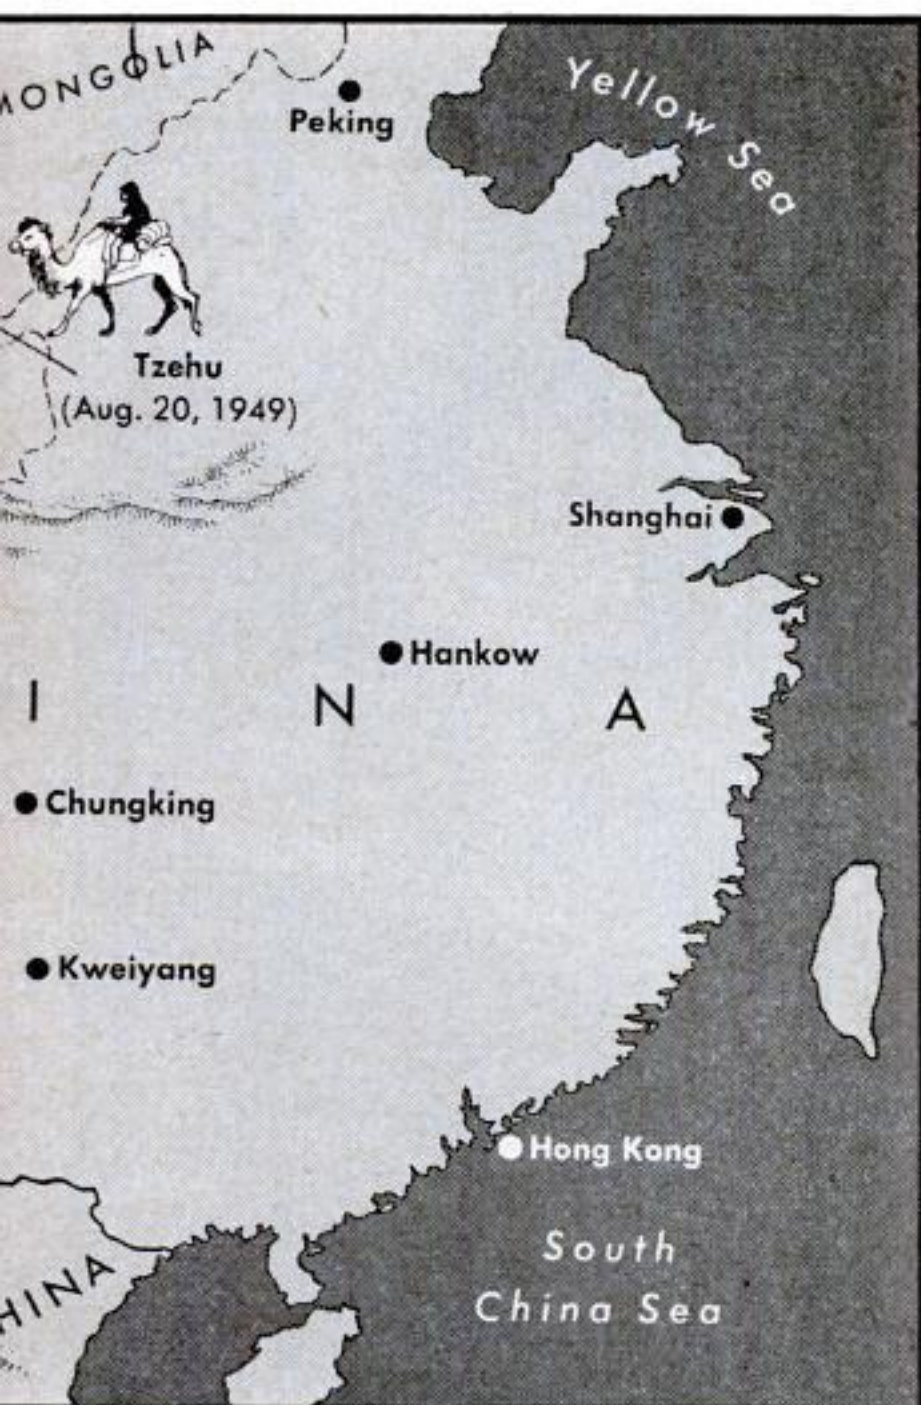 MONGOLIA
Yellow Sea
Peking
Tzehu
(Aug. 20, 1949)
Shanghai
Hankow
I N A
Chungking
Kweiyang
Hong Kong
South
China Sea
HINA